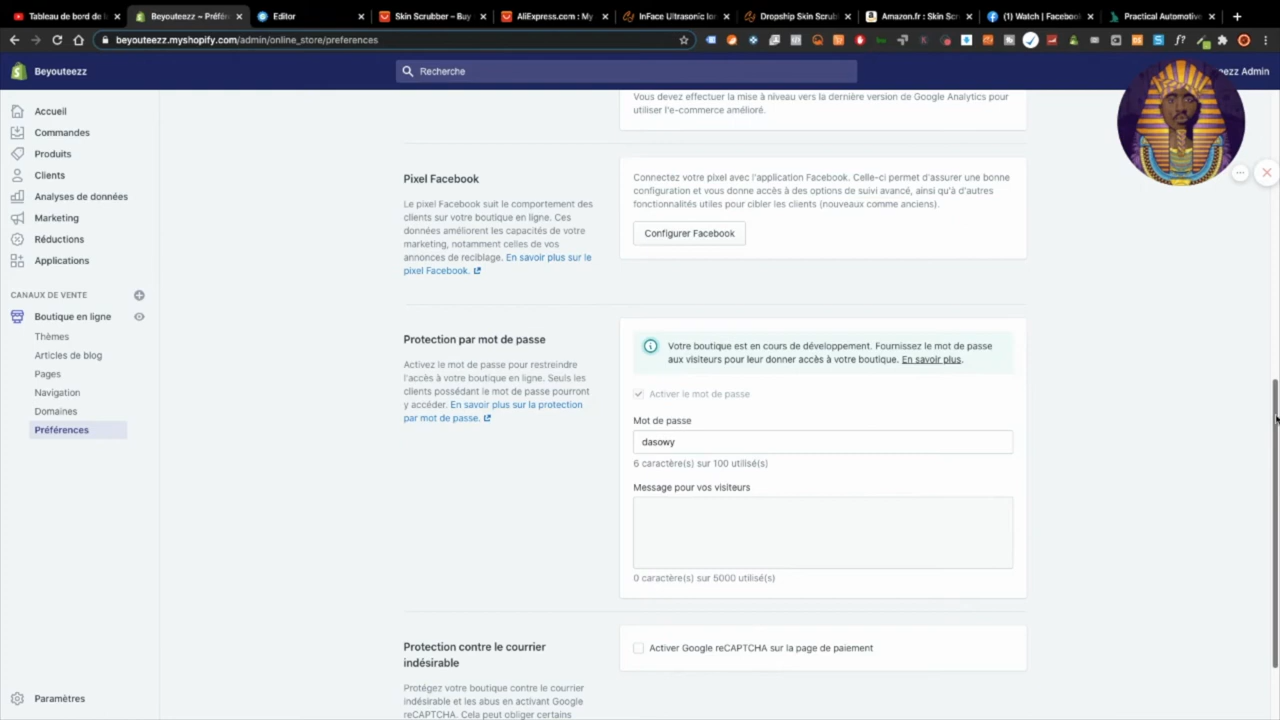 Tableau de bord de la
Beyouteezz ~ Préfér
Editor
Skin Scrubber – Buy
AliExpress.com : My
InFace Ultrasonic Ion
Dropship Skin Scrub
Amazon.fr : Skin Scr
(1) Watch | Facebook
Practical Automotive
beyouteezz.myshopify.com/admin/online_store/preferences
Beyouteezz
Recherche
ezz Admin
Accueil
Commandes
Produits
Clients
Analyses de données
Marketing
Réductions
Applications
CANAUX DE VENTE
Boutique en ligne
Thèmes
Articles de blog
Pages
Navigation
Domaines
Préférences
Paramètres
Vous devez effectuer la mise à niveau vers la dernière version de Google Analytics pour
utiliser l'e-commerce amélioré.
Pixel Facebook
Le pixel Facebook suit le comportement des
clients sur votre boutique en ligne. Ces
données améliorent les capacités de votre
marketing, notamment celles de vos
annonces de reciblage. En savoir plus sur le
pixel Facebook.
Connectez votre pixel avec l'application Facebook. Celle-ci permet d'assurer une bonne
configuration et vous donne accès à des options de suivi avancé, ainsi qu'à d'autres
fonctionnalités utiles pour cibler les clients (nouveaux comme anciens).
Configurer Facebook
Protection par mot de passe
Activez le mot de passe pour restreindre
l'accès à votre boutique en ligne. Seuls les
clients possédant le mot de passe pourront
y accéder. En savoir plus sur la protection
par mot de passe.
Votre boutique est en cours de développement. Fournissez le mot de passe
aux visiteurs pour leur donner accès à votre boutique. En savoir plus.
Activer le mot de passe
Mot de passe
dasowy
6 caractère(s) sur 100 utilisé(s)
Message pour vos visiteurs
0 caractère(s) sur 5000 utilisé(s)
Protection contre le courrier
indésirable
Protégez votre boutique contre le courrier
indésirable et les abus en activant Google
reCAPTCHA. Cela peut obliger certains
Activer Google reCAPTCHA sur la page de paiement